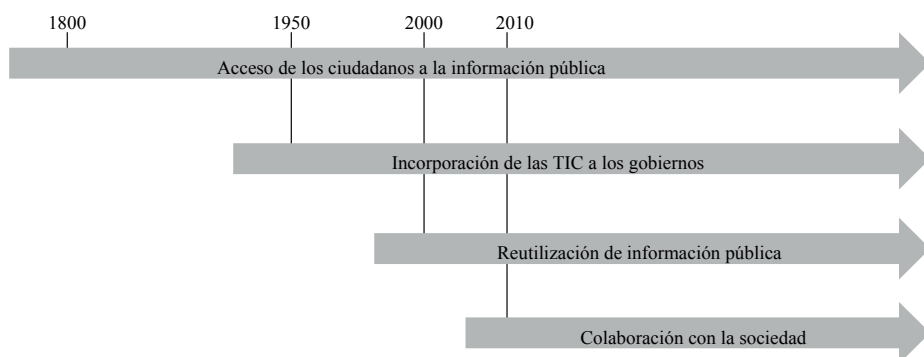 1800 1950 2000 2010
Acceso de los ciudadanos a la información pública
Incorporación de las TIC a los gobiernos
Reutilización de información pública
Colaboración con la sociedad